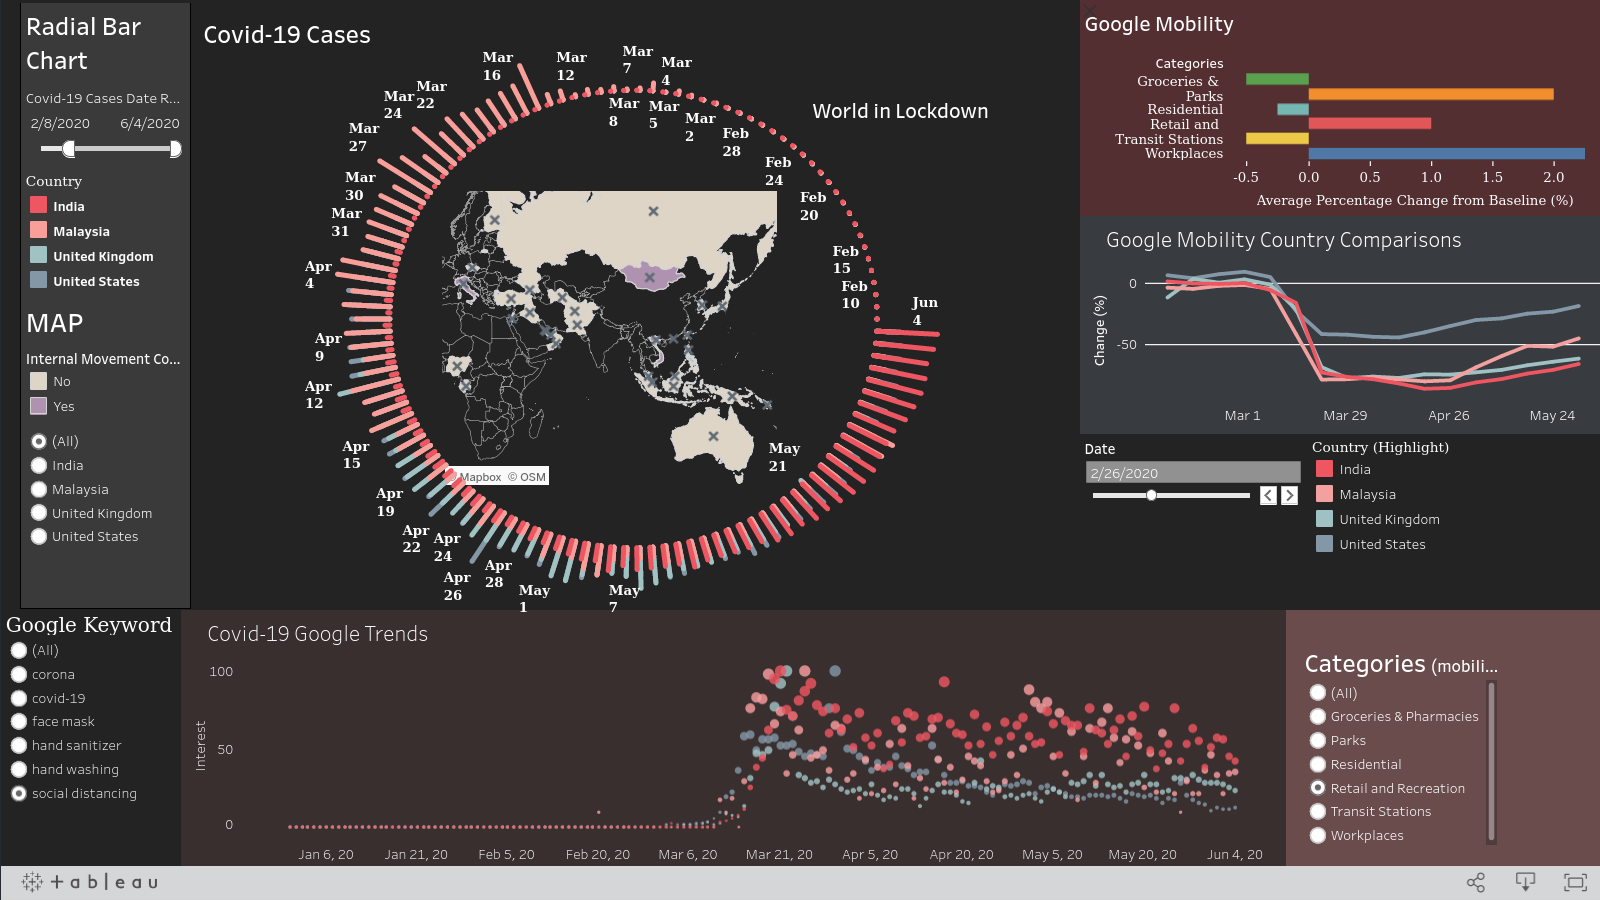 Radial Bar
Chart
Covid-19 Cases Date R...
2/8/2020 6/4/2020
Country
India
Malaysia
United Kingdom
United States
MAP
Internal Movement Co...
No
Yes
(All)
India
Malaysia
United Kingdom
United States
Covid-19 Cases
World in Lockdown
Mar
16
Mar
12
Mar
7
Mar
4
Mar
22
Mar
24
Mar
8
Mar
5
Mar
2
Feb
28
Mar
27
Feb
24
Mar
30
Feb
20
Mar
31
Feb
15
Apr
4
Feb
10
Jun
4
Apr
9
Apr
12
Apr
15
May
21
Apr
19
Apr
22
Apr
24
Apr
26
Apr
28
May
1
May
7
Mapbox © OSM
Google Mobility
Categories
Groceries &
Parks
Residential
Retail and
Transit Stations
Workplaces
-0.5 0.0 0.5 1.0 1.5 2.0
Average Percentage Change from Baseline (%)
Google Mobility Country Comparisons
Change (%)
0
-50
Mar 1 Mar 29 Apr 26 May 24
Date
2/26/2020
Country (Highlight)
India
Malaysia
United Kingdom
United States
Google Keyword
(All)
corona
covid-19
face mask
hand sanitizer
hand washing
social distancing
Covid-19 Google Trends
Interest
100
50
0
Jan 6, 20 Jan 21, 20 Feb 5, 20 Feb 20, 20 Mar 6, 20 Mar 21, 20 Apr 5, 20 Apr 20, 20 May 5, 20 May 20, 20 Jun 4, 20
Categories (mobili...
(All)
Groceries & Pharmacies
Parks
Residential
Retail and Recreation
Transit Stations
Workplaces
+ a b l e a u